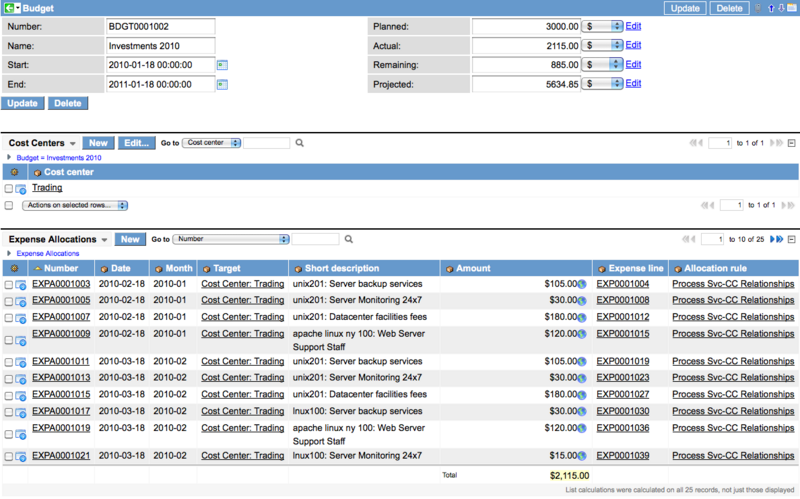 Budget Update Delete
Number: BDGT0001002 Planned: 3000.00 $ Edit
Name: Investments 2010 Actual: 2115.00 $ Edit
Start: 2010-01-18 00:00:00 Remaining: 885.00 $ Edit
End: 2011-01-18 00:00:00 Projected: 5634.85 $ Edit
Update Delete
Cost Centers New Edit... Go to Cost center 1 to 1 of 1
Budget = Investments 2010
Cost center
Trading
Actions on selected rows... 1 to 1 of 1
Expense Allocations New Go to Number 1 to 10 of 25
Expense Allocations
Number Date Month Target Short description Amount Expense line Allocation rule
EXPA0001003 2010-02-18 2010-01 Cost Center: Trading unix201: Server backup services $105.00 EXP0001004 Process Svc-CC Relationships
EXPA0001005 2010-02-18 2010-01 Cost Center: Trading unix201: Server Monitoring 24x7 $30.00 EXP0001008 Process Svc-CC Relationships
EXPA0001007 2010-02-18 2010-01 Cost Center: Trading unix201: Datacenter facilities fees $180.00 EXP0001012 Process Svc-CC Relationships
EXPA0001009 2010-02-18 2010-01 Cost Center: Trading apache linux ny 100: Web Server $120.00 EXP0001015 Process Svc-CC Relationships
Support Staff
EXPA0001011 2010-03-18 2010-02 Cost Center: Trading unix201: Server backup services $105.00 EXP0001019 Process Svc-CC Relationships
EXPA0001013 2010-03-18 2010-02 Cost Center: Trading unix201: Server Monitoring 24x7 $30.00 EXP0001023 Process Svc-CC Relationships
EXPA0001015 2010-03-18 2010-02 Cost Center: Trading unix201: Datacenter facilities fees $180.00 EXP0001027 Process Svc-CC Relationships
EXPA0001017 2010-03-18 2010-02 Cost Center: Trading lnux100: Server backup services $30.00 EXP0001030 Process Svc-CC Relationships
EXPA0001019 2010-03-18 2010-02 Cost Center: Trading apache linux ny 100: Web Server $120.00 EXP0001036 Process Svc-CC Relationships
Support Staff
EXPA0001021 2010-03-18 2010-02 Cost Center: Trading lnux100: Server Monitoring 24x7 $15.00 EXP0001039 Process Svc-CC Relationships
Total $2,115.00
List calculations were calculated on all 25 records, not just those displayed